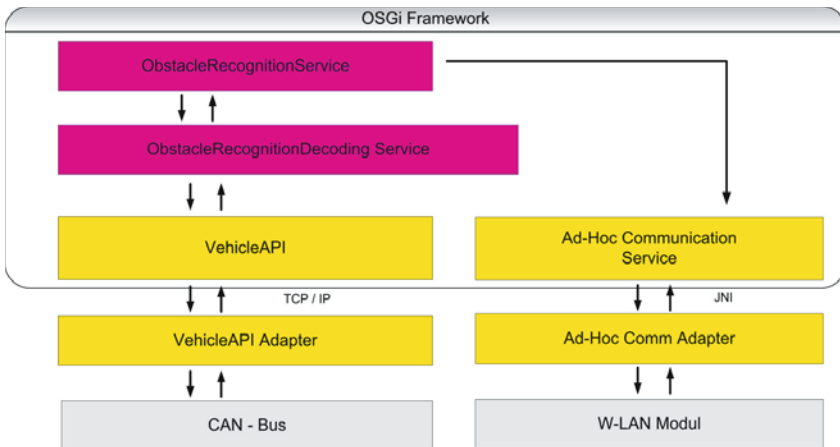 OSGi Framework
ObstacleRecognitionService
ObstacleRecognitionDecoding Service
VehicleAPI
Ad-Hoc Communication
Service
TCP / IP
JNI
VehicleAPI Adapter
Ad-Hoc Comm Adapter
CAN - Bus
W-LAN Modul